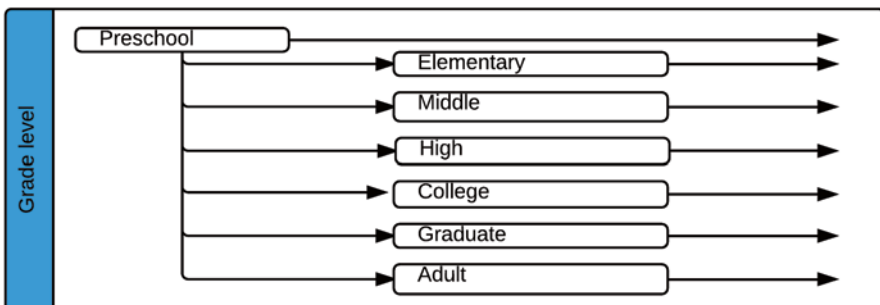 Grade level
Preschool
Elementary
Middle
High
College
Graduate
Adult